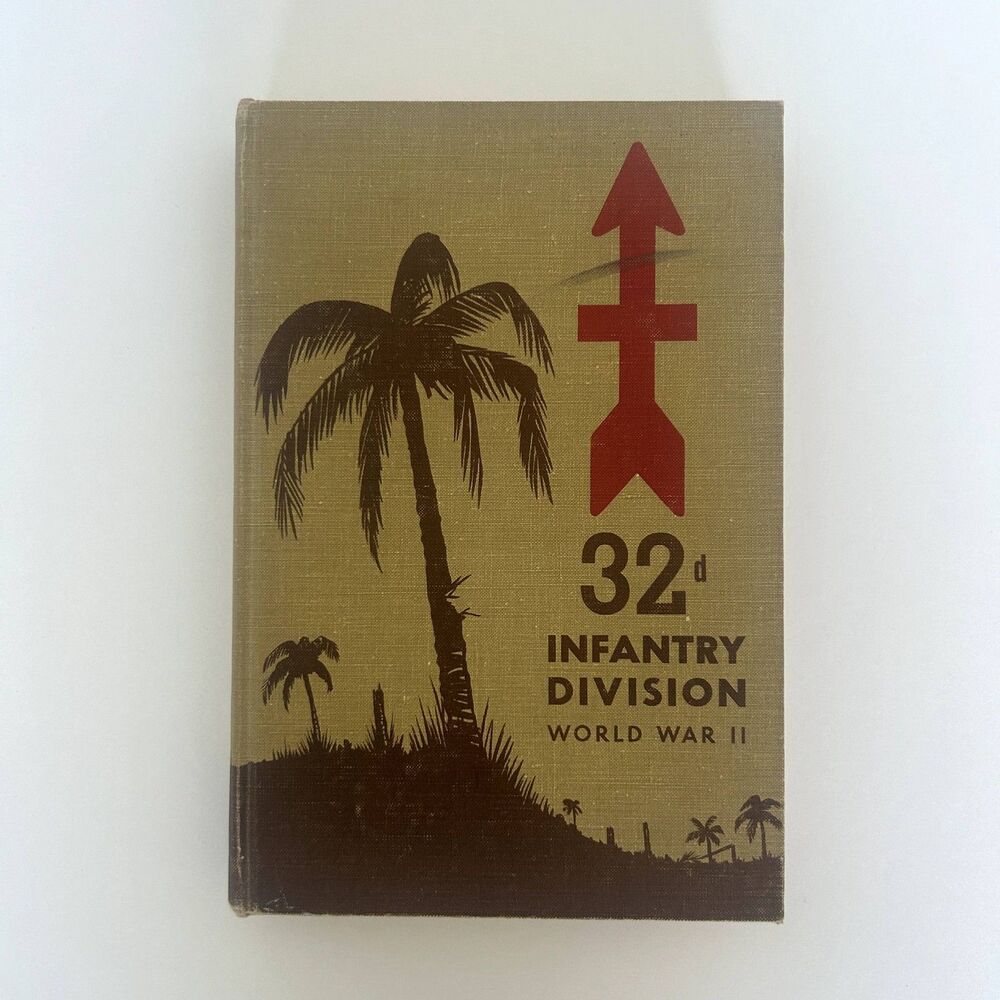 32d
INFANTRY
DIVISION
WORLD WAR II